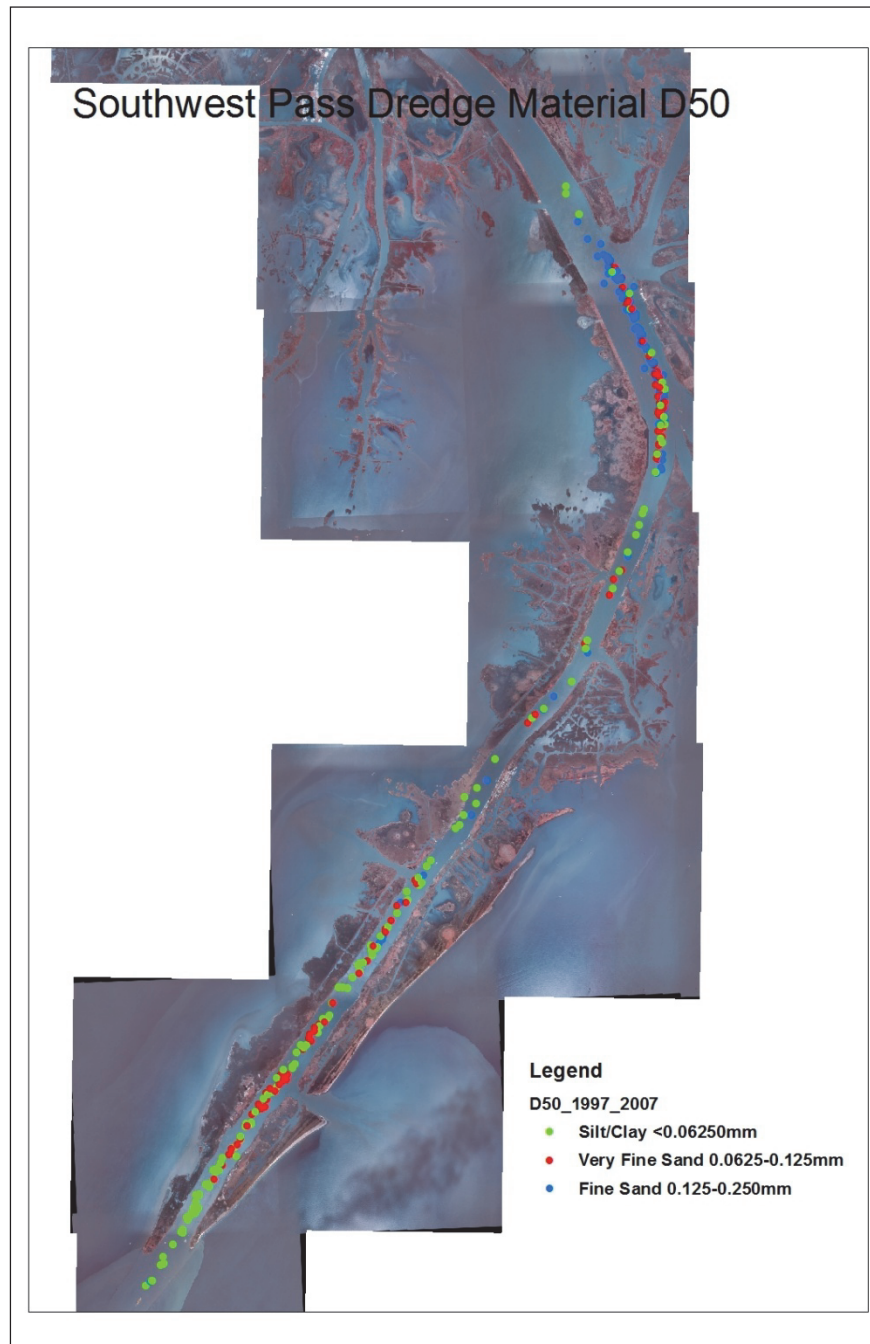 Southwest Pass Dredge Material D50
Legend
D50_1997_2007
Silt/Clay <0.06250mm
Very Fine Sand 0.0625-0.125mm
Fine Sand 0.125-0.250mm